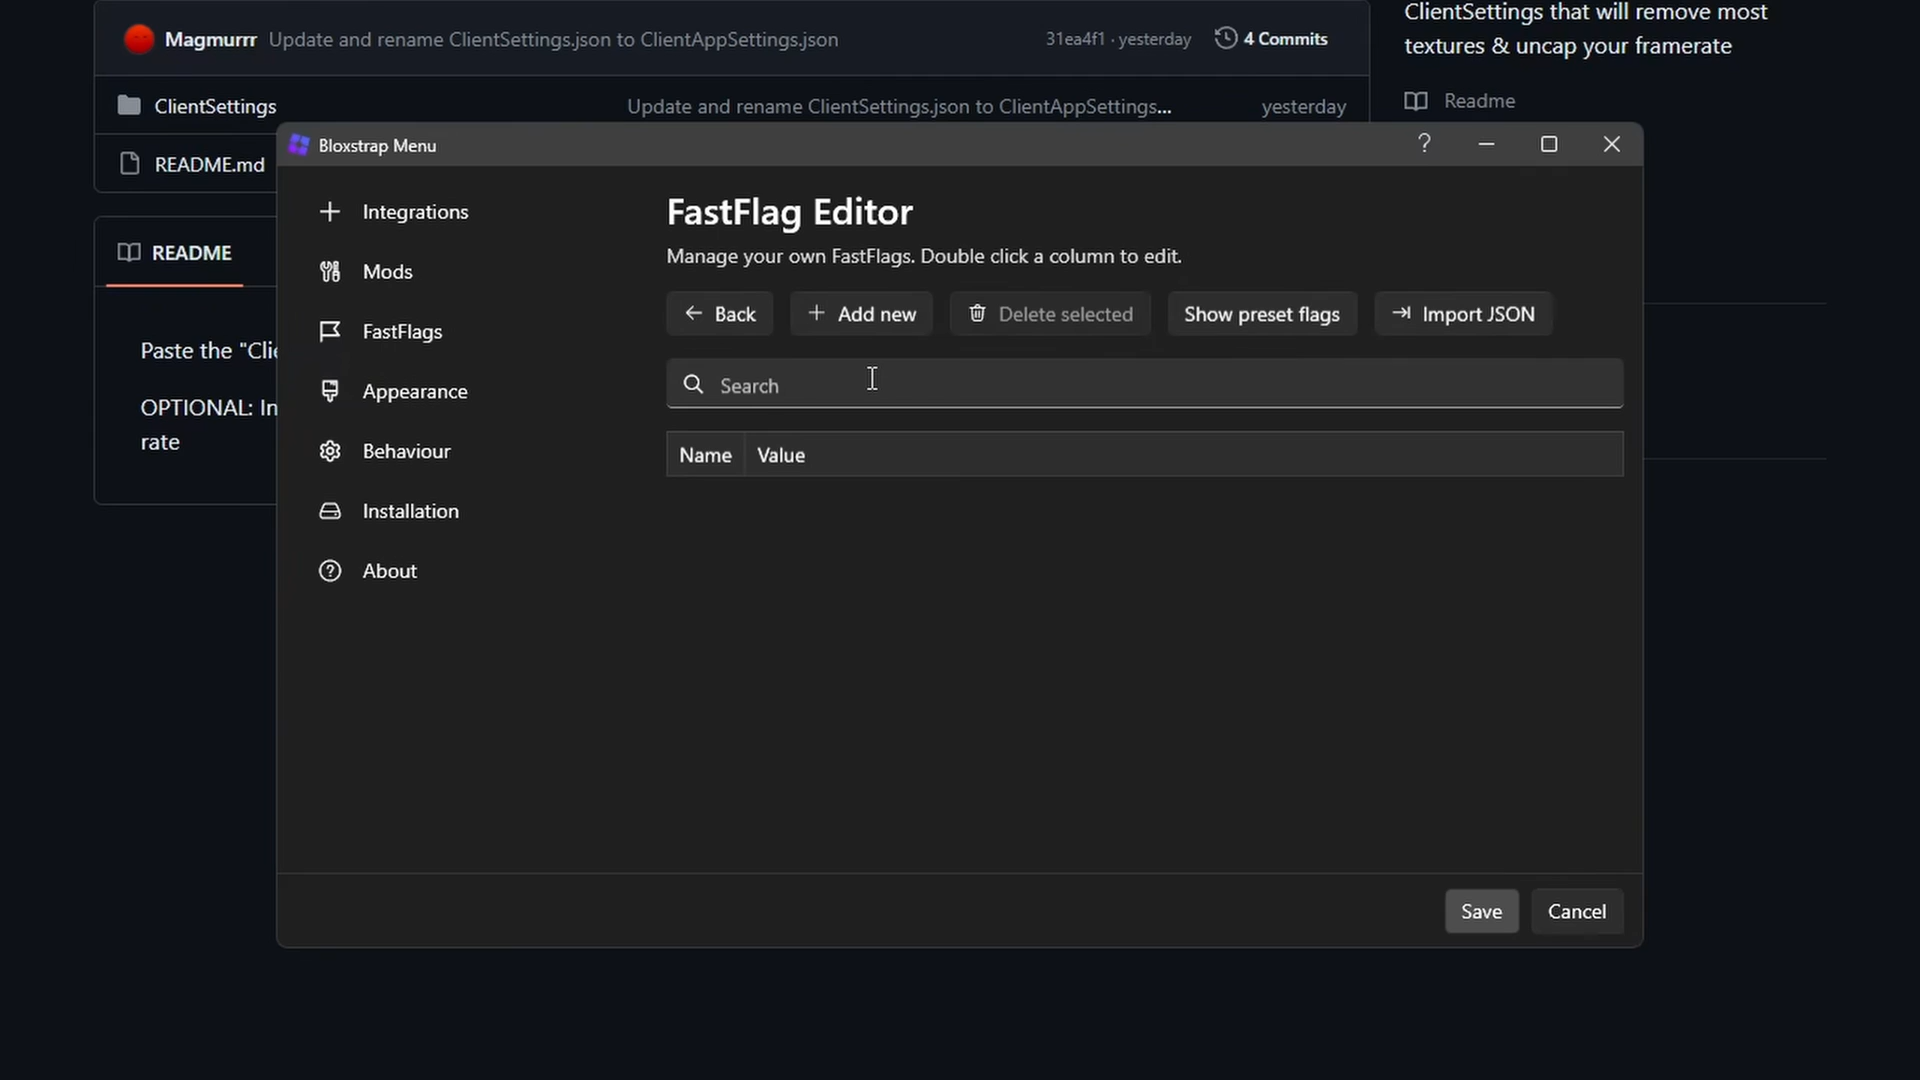 ClientSettings that will remove most
textures & uncap your framerate
Magmurrr Update and rename ClientSettings.json to ClientAppSettings.json 31ea4f1 · yesterday 4 Commits
ClientSettings Update and rename ClientSettings.json to ClientAppSettings... yesterday
Readme
README.md
README
Paste the "Clie
OPTIONAL: In
rate
Bloxstrap Menu
Integrations
Mods
FastFlags
Appearance
Behaviour
Installation
About
FastFlag Editor
Manage your own FastFlags. Double click a column to edit.
Back Add new Delete selected Show preset flags Import JSON
Search
Name Value
Save Cancel